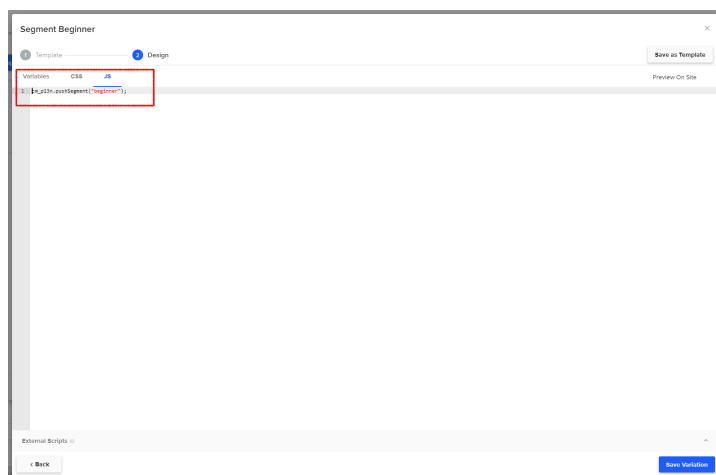 Segment Beginner
1 Template 2 Design Save as Template
Variables CSS JS Preview On Site
1 cm_p13n.pushSegment("beginner");
External Scripts
< Back Save Variation